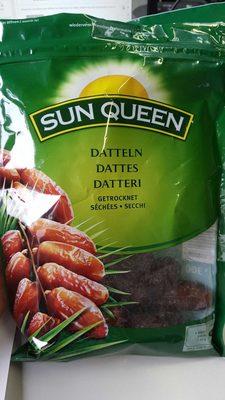 SUN QUEEN
DATTELN
DATTES
DATTERI
GETROCKNET
SÉCHÉES • SECCHI